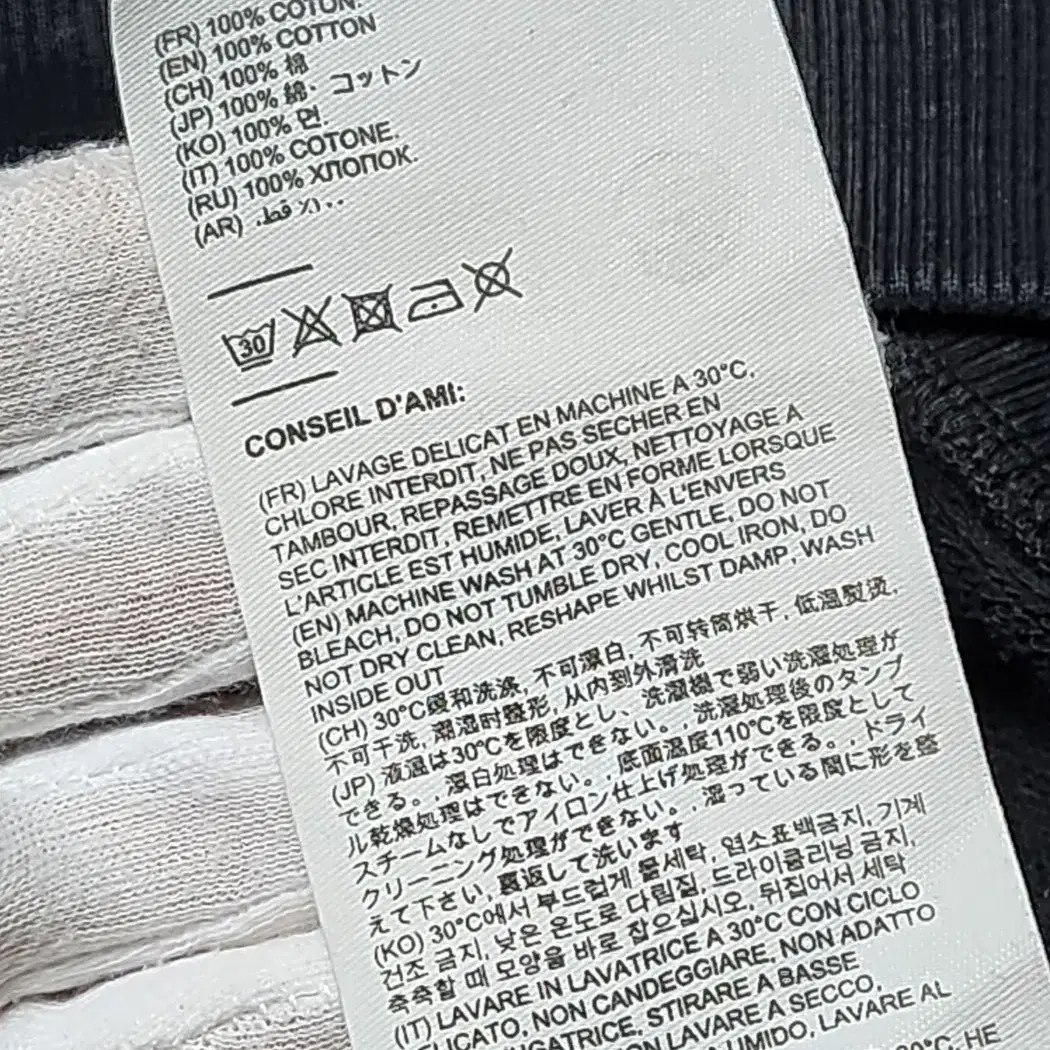 (FR) 100% COTON.
(EN) 100% COTTON
(CH) 100% 棉
(JP) 100% 綿・コットン
(KO) 100% 면.
(IT) 100% COTONE.
(RU) 100% ХЛОПОК.
(AR) قطن ٪١٠٠.
30
CONSEIL D'AMI:
(FR) LAVAGE DELICAT EN MACHINE A 30°C,
CHLORE INTERDIT, NE PAS SECHER EN
TAMBOUR, REPASSAGE DOUX, NETTOYAGE A
SEC INTERDIT, REMETTRE EN FORME LORSQUE
L'ARTICLE EST HUMIDE, LAVER À L'ENVERS
(EN) MACHINE WASH AT 30°C GENTLE, DO NOT
BLEACH, DO NOT TUMBLE DRY, COOL IRON, DO
NOT DRY CLEAN, RESHAPE WHILST DAMP, WASH
INSIDE OUT
(CH) 30°C缓和洗涤, 不可漂白, 不可转筒烘干, 低温熨烫,
不可干洗, 潮湿时整形, 从内到外清洗
(JP) 液温は30℃を限度とし、洗濯機で弱い洗濯処理が
できる。, 漂白処理はできない。, 洗濯処理後のタンブ
ル乾燥処理はできない。, 底面温度110℃を限度として
スチームなしでアイロン仕上げ処理ができる。, ドライ
クリーニング処理ができない。, 湿っている間に形を整
えて下さい, 裏返して洗います
(KO) 30°C에서 부드럽게 물세탁, 염소표백금지, 기계
건조 금지, 낮은 온도로 다림질, 드라이클리닝 금지,
축축할 때 모양을 바로 잡으십시오, 뒤집어서 세탁
(IT) LAVARE IN LAVATRICE A 30°C CON CICLO
ELICATO, NON CANDEGGIARE, NON ADATTO
UGATRICE, STIRARE A BASSE
ON LAVARE A SECCO,
UMIDO, LAVARE AL
30°C, НЕ